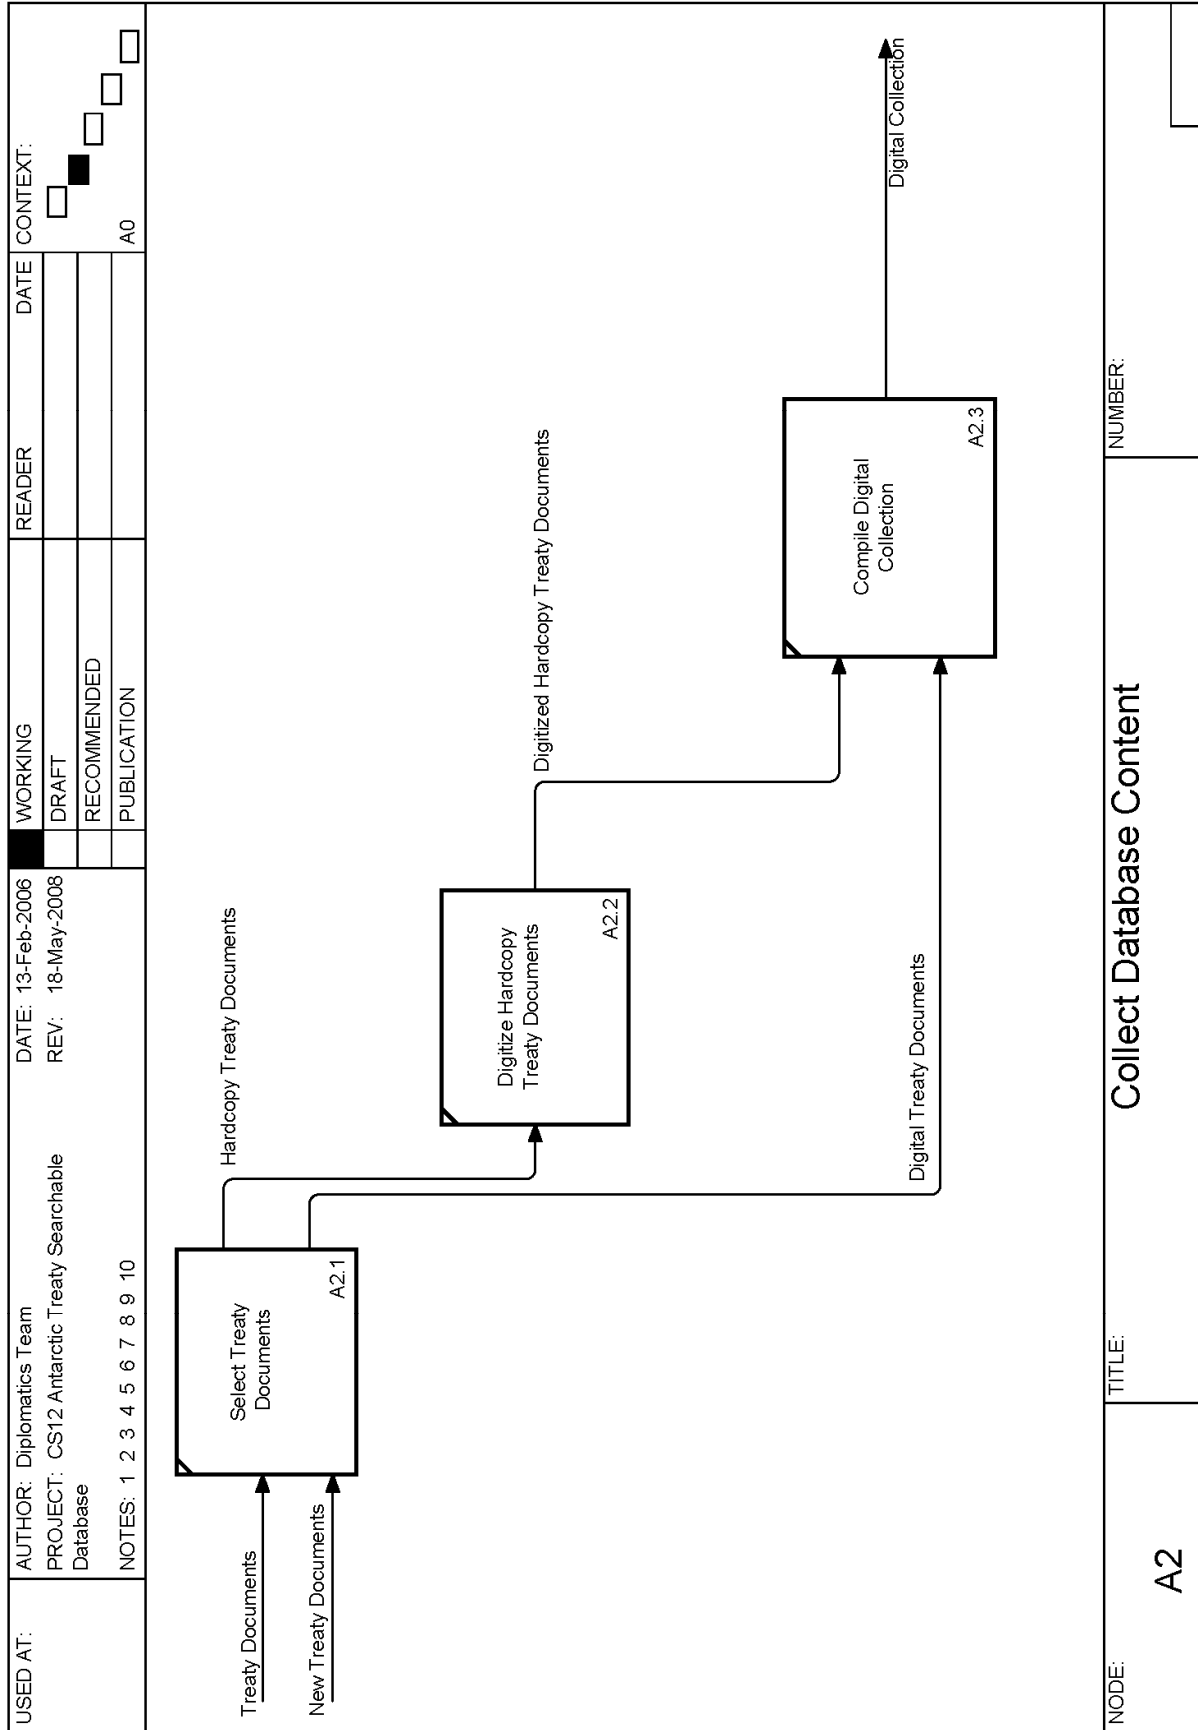 USED AT:
AUTHOR: Diplomatics Team
DATE: 13-Feb-2006
PROJECT: CS12 Antarctic Treaty Searchable
Database
REV: 18-May-2008
NOTES: 1 2 3 4 5 6 7 8 9 10
WORKING
DRAFT
RECOMMENDED
PUBLICATION
READER
DATE
CONTEXT:
A0
Treaty Documents
New Treaty Documents
Select Treaty
Documents
A2.1
Hardcopy Treaty Documents
Digitize Hardcopy
Treaty Documents
A2.2
Digitized Hardcopy Treaty Documents
Digital Treaty Documents
Compile Digital
Collection
A2.3
Digital Collection
NODE:
A2
TITLE:
Collect Database Content
NUMBER: